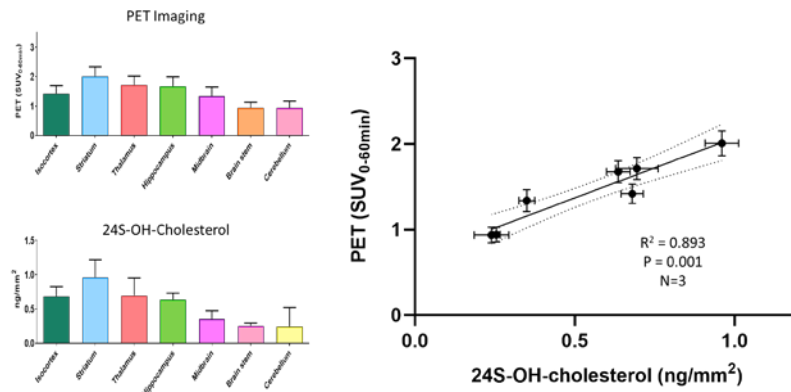 PET Imaging
PET (SUV0-60min)
3
2
1
0
Isocortex
Striatum
Thalamus
Hippocampus
Midbrain
Brain stem
Cerebellum
24S-OH-Cholesterol
ng/mm²
1.5
1.0
0.5
0.0
Isocortex
Striatum
Thalamus
Hippocampus
Midbrain
Brain stem
Cerebellum
PET (SUV0-60min)
3
2
1
0
R² = 0.893
P = 0.001
N=3
0.0 0.5 1.0
24S-OH-cholesterol (ng/mm²)